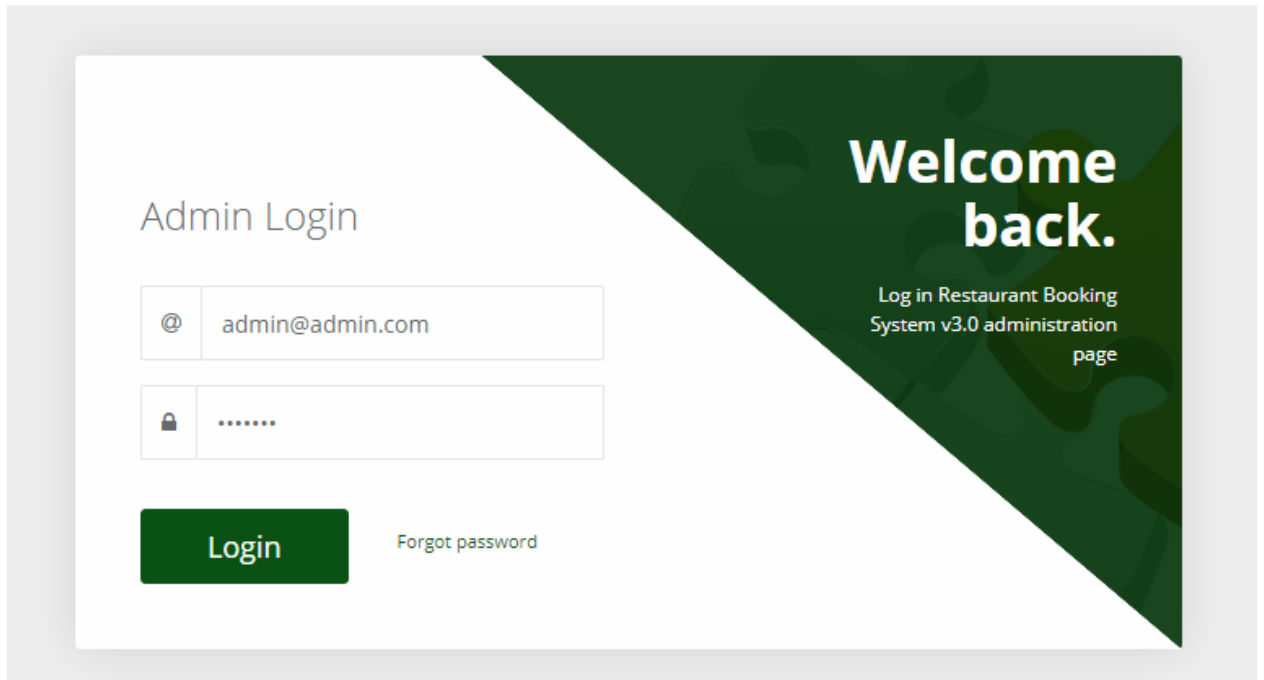 Welcome
back.
Log in Restaurant Booking
System v3.0 administration
page
Admin Login
@
admin@admin.com
•••••••
Login
Forgot password